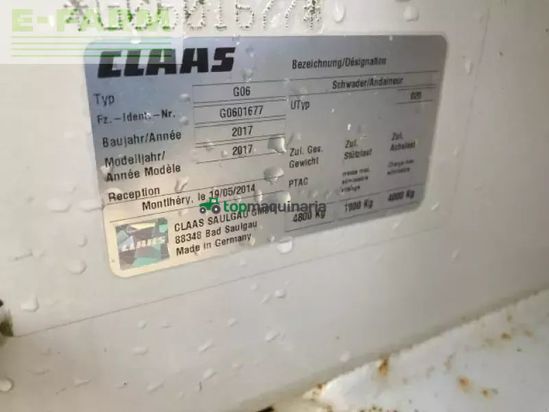 E-FARM
CLAAS
Bezeichnung/Désignation
Schwader/Andaineur
Typ G06 UTyp 020
Fz.-Ident.-Nr. G0601677
Baujahr/Année 2017
Modelljahr/ 2017
Année Modèle
Zul. Ges. Gewicht
Zul. Stützlast
Zul. Achslast
PTAC
Reception
Montlhéry, le 19/05/2014
4800 Kg 4000 Kg
topmaquinaria
CLAAS SAULGAU GmbH
88348 Bad Saulgau
Made in Germany
CLAAS